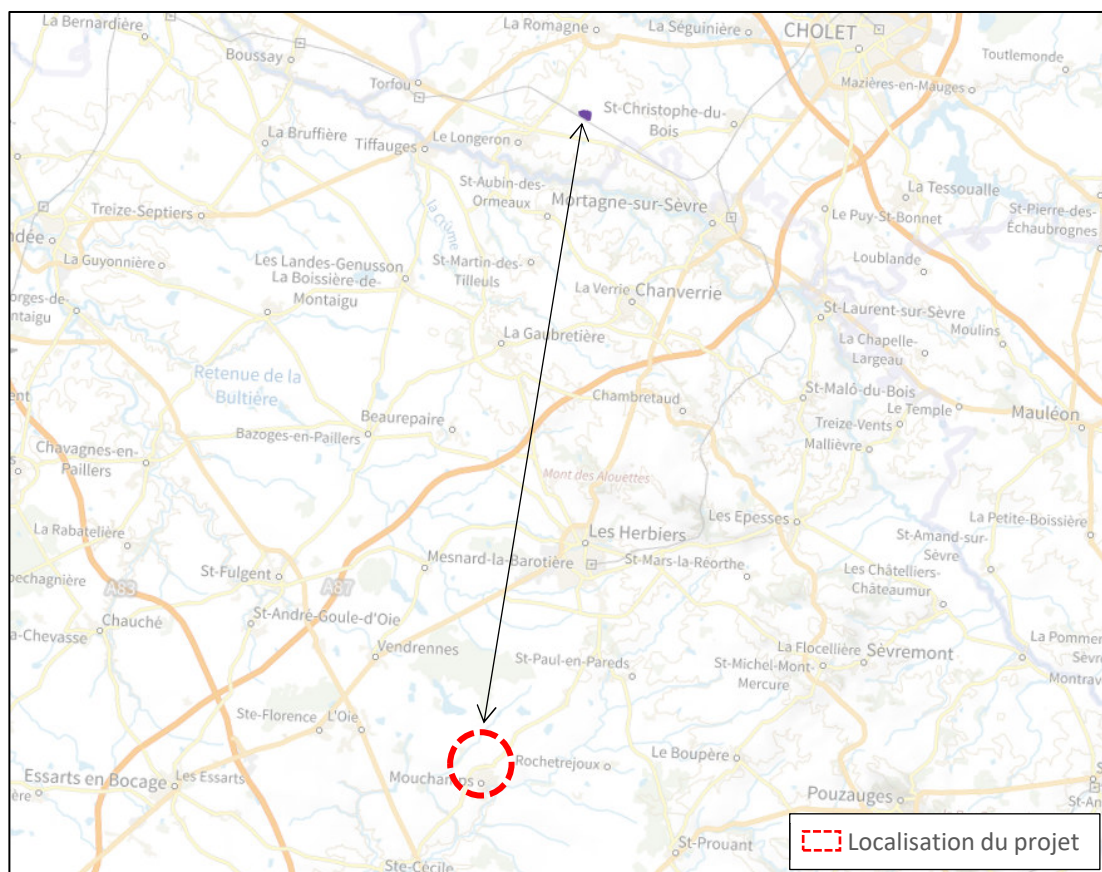 La Bernardière
La Romagne
La Séguinière
CHOLET
Boussay
Toutlemonde
Torfou
Mazières-en-Mauges
St-Christophe-du-
Bois
La Bruffière
Le Longeron
Tiffauges
St-Aubin-des-
Ormeaux
Mortagne-sur-Sèvre
La Tessoualle
Treize-Septiers
Le Puy-St-Bonnet
St-Pierre-des-
Échaubrognes
ndée
La Guyonnière
Les Landes-Genusson
St-Martin-des-
Tilleuls
Loublande
La Boissière-de-
Montaigu
La Verrie
Chanverrie
orges-de-
ntaigu
St-Laurent-sur-Sèvre
La Gaubretière
Moulins
La Chapelle-
Largeau
Retenue de la
Bultière
St-Malô-du-Bois
Chambretaud
Le Temple
Mauléon
Beaurepaire
Treize-Vents
Bazoges-en-Paillers
Mallièvre
Chavagnes-en-
Paillers
Mont des Alouettes
La Rabatelière
Les Herbiers
Les Epesses
La Petite-Boissière
St-Amand-sur-
Sèvre
Mesnard-la-Barotière
St-Mars-la-Réorthe
St-Fulgent
Les Châtelliers-
Châteaumur
A83
A87
St-André-Goule-d'Oie
Chauché
a-Chevasse
Vendrennes
La Flocellière
Sèvremont
La Pommer
Sèv
St-Paul-en-Pareds
St-Michel-Mont-
Mercure
Montrav
Ste-Florence
L'Oie
Rochetrejoux
Le Boupère
Essarts en Bocage
Les Essarts
Mouchamps
Pouzauges
St-Prouant
Ste-Cécile
Localisation du projet